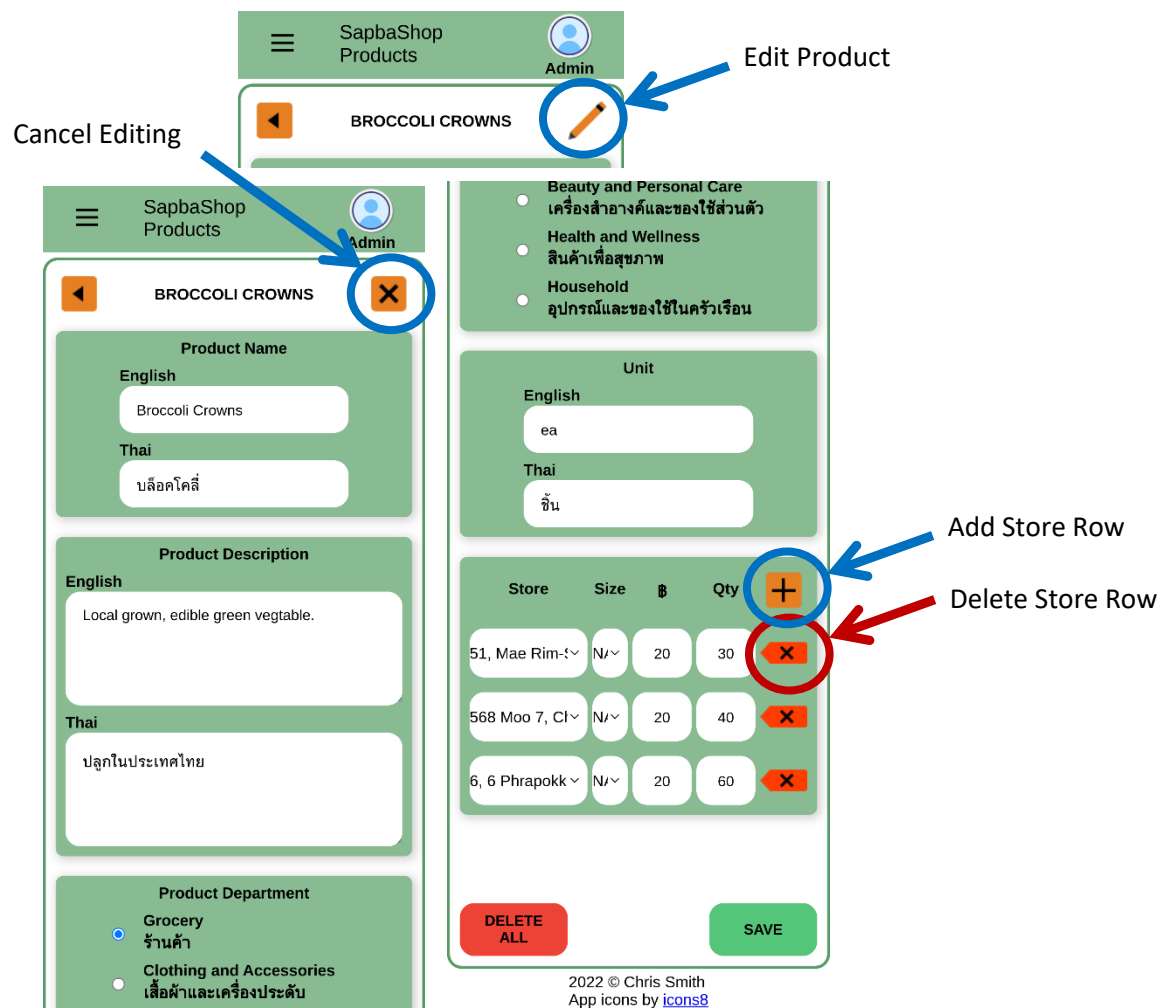 SapbaShop
Products
Admin
Edit Product
BROCCOLI CROWNS
Cancel Editing
SapbaShop
Products
Admin
BROCCOLI CROWNS
Product Name
English
Broccoli Crowns
Thai
บล็อคโคลี่
Product Description
English
Local grown, edible green vegtable.
Thai
ปลูกในประเทศไทย
Product Department
Grocery
ร้านค้า
Clothing and Accessories
เสื้อผ้าและเครื่องประดับ
Beauty and Personal Care
เครื่องสำอางค์และของใช้ส่วนตัว
Health and Wellness
สินค้าเพื่อสุขภาพ
Household
อุปกรณ์และของใช้ในครัวเรือน
Unit
English
ea
Thai
ชิ้น
Add Store Row
Delete Store Row
Store Size ฿ Qty
51, Mae Rim- 20 30
568 Moo 7, 20 40
6, 6 Phrapokk 20 60
DELETE
ALL
SAVE
2022 © Chris Smith
App icons by icons8